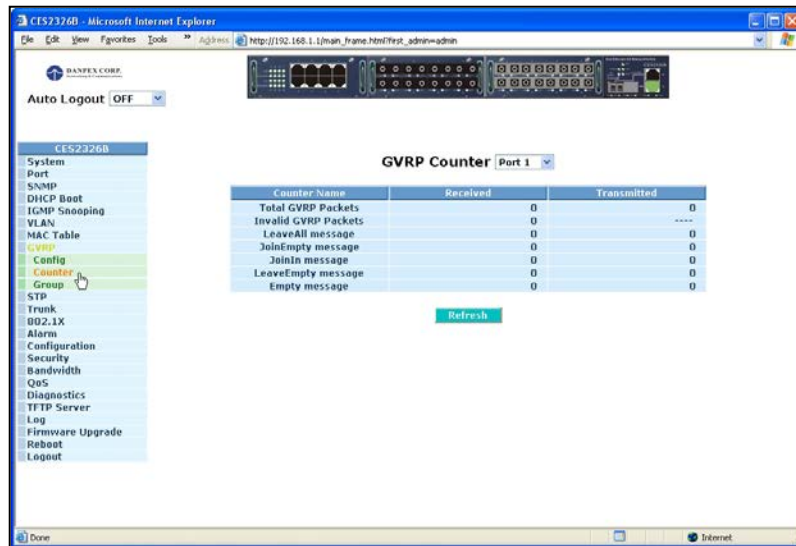 CES2326B - Microsoft Internet Explorer
File Edit View Favorites Tools » Address http://192.168.1.1/main_frame.html?first_admin=admin
DANPEX CORP.
Auto Logout OFF
CES2326B
System
Port
SNMP
DHCP Boot
IGMP Snooping
VLAN
MAC Table
GVRP
Config
Counter
Group
STP
Trunk
802.1X
Alarm
Configuration
Security
Bandwidth
QoS
Diagnostics
TFTP Server
Log
Firmware Upgrade
Reboot
Logout
GVRP Counter Port 1
Counter Name Received Transmitted
Total GVRP Packets 0 0
Invalid GVRP Packets 0 ----
LeaveAll message 0 0
JoinEmpty message 0 0
JoinIn message 0 0
LeaveEmpty message 0 0
Empty message 0 0
Refresh
Done Internet